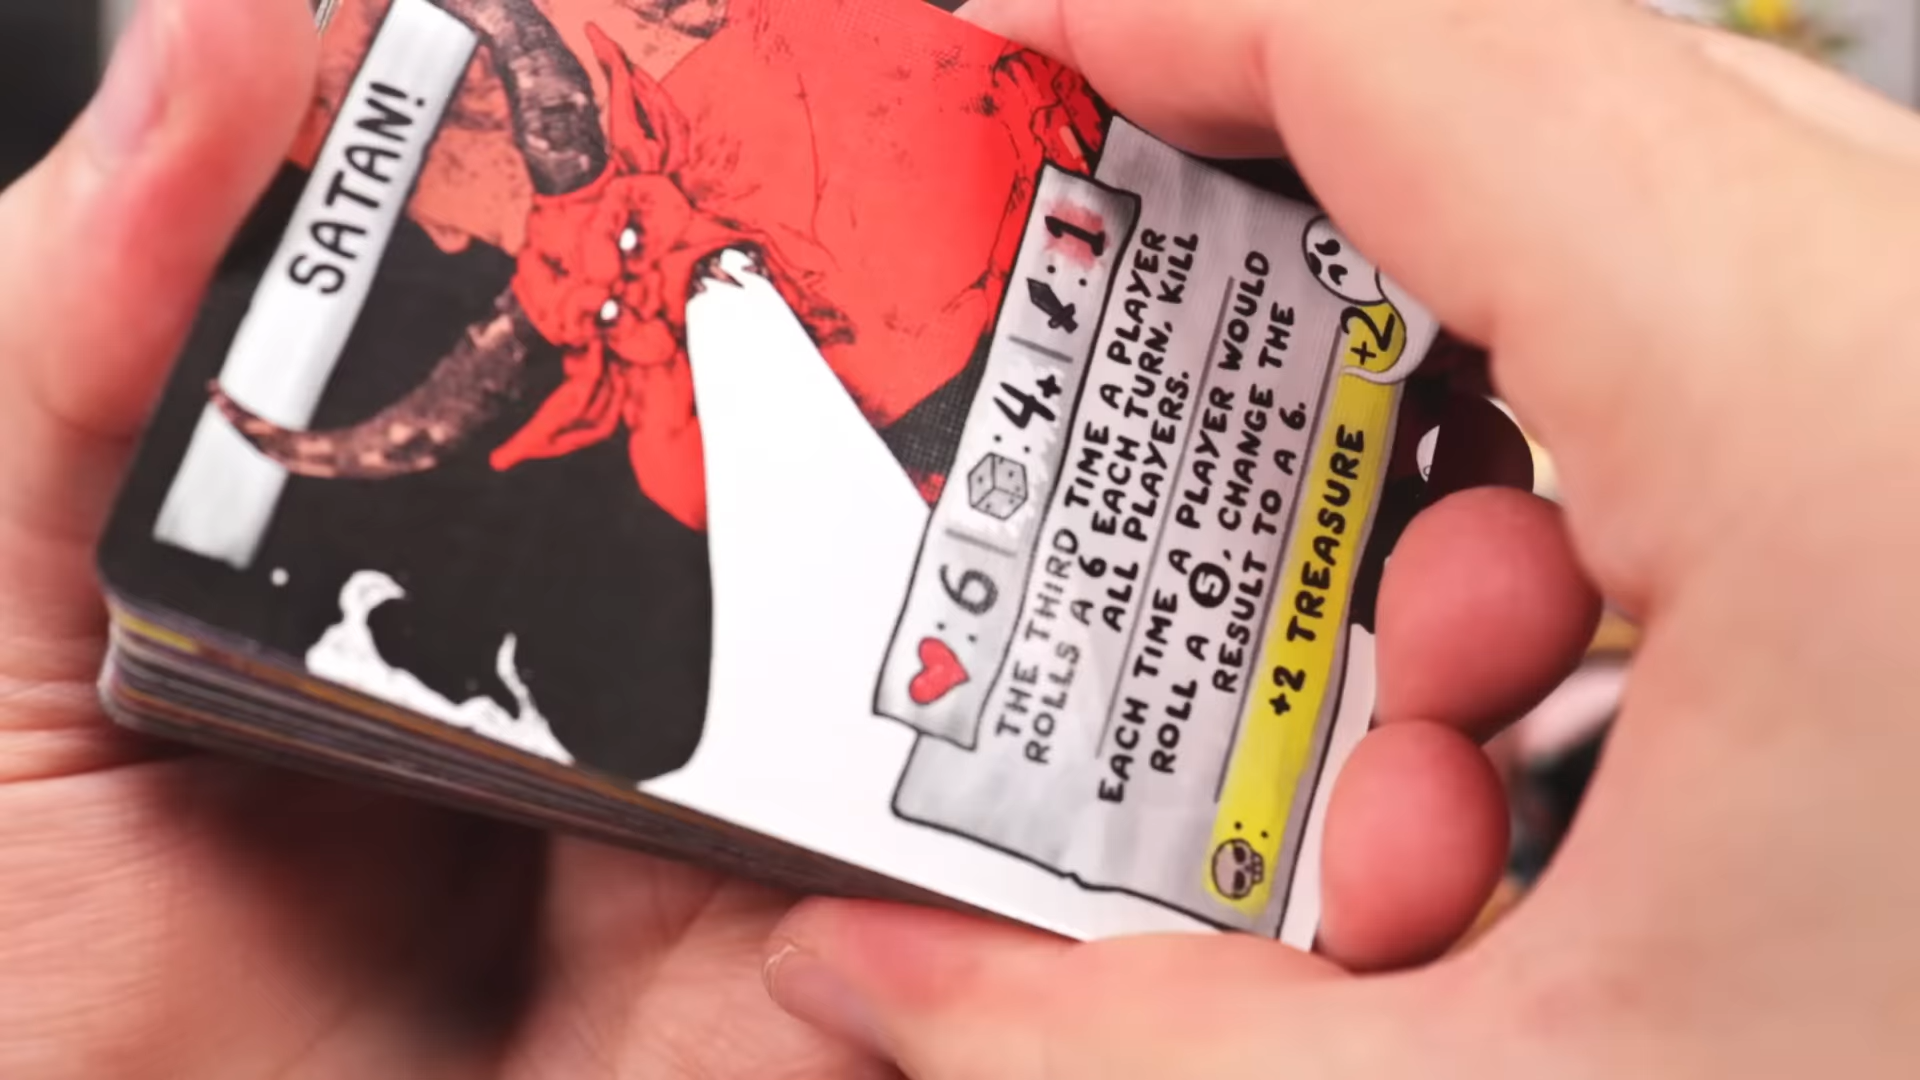 SATAN!
:6 | :4+ | :1
THE THIRD TIME A PLAYER
ROLLS A 6 EACH TURN, KILL
ALL PLAYERS.
EACH TIME A PLAYER WOULD
ROLL A 5, CHANGE THE
RESULT TO A 6.
: +2 TREASURE
+2